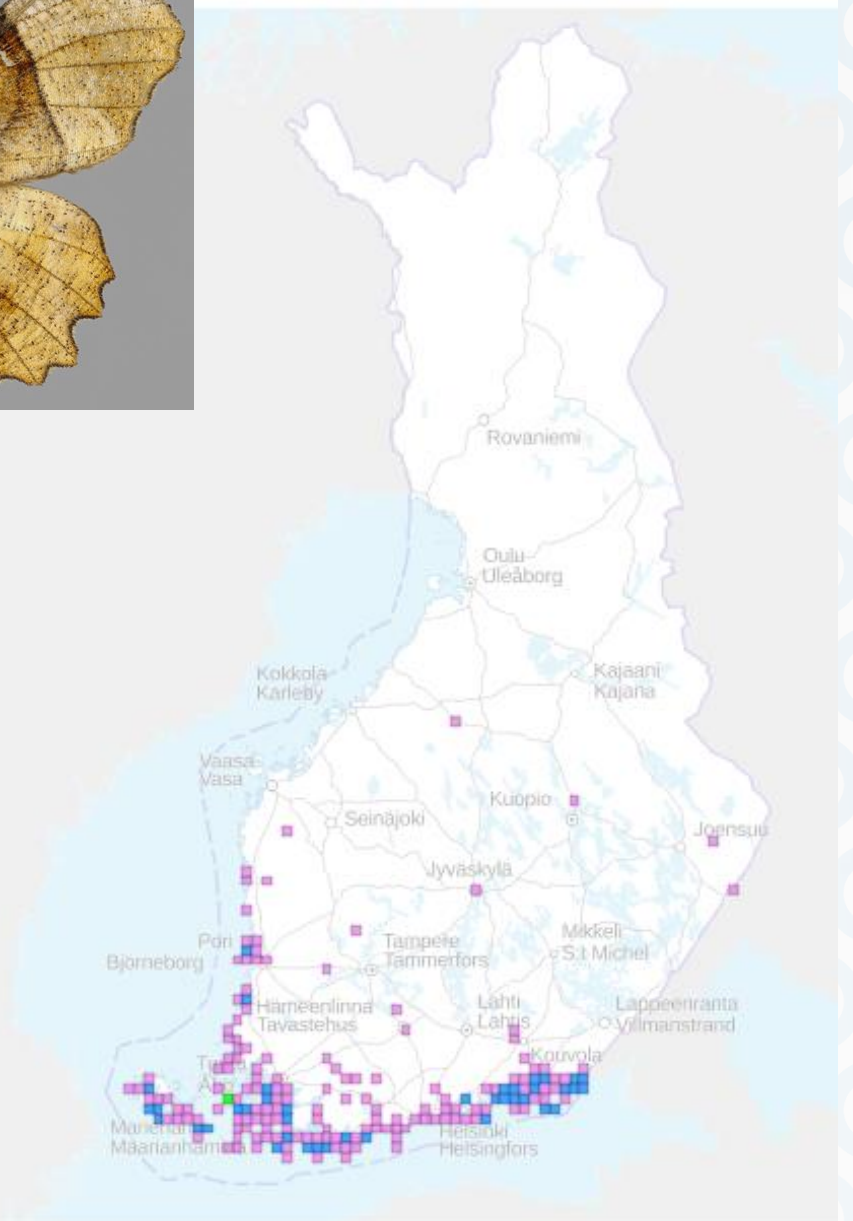 Rovaniemi
Oulu
Uleåborg
Kokkola
Karleby
Kajaani
Kajana
Vaasa
Vasa
Kuopio
Seinäjoki
Joensuu
Jyväskylä
Mikkeli
S:t Michel
Pori
Björneborg
Tampere
Tammerfors
Hämeenlinna
Tavastehus
Lahti
Lahtis
Lappeenranta
Villmanstrand
Kouvola
Helsinki
Helsingfors